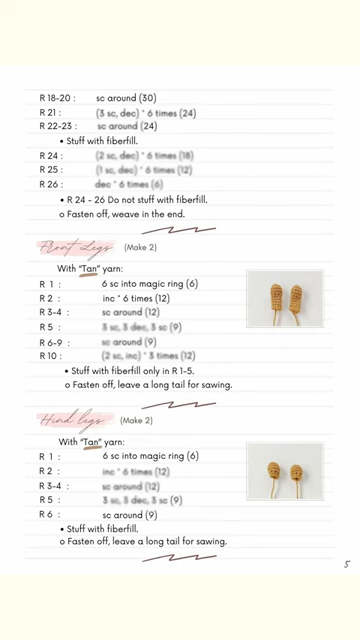 R 18-20 : sc around (30)
R 21 : (3 sc, dec) * 6 times (24)
R 22-23 : sc around (24)
• Stuff with fiberfill.
R 24 : (2 sc, dec) * 6 times (18)
R 25 : (1 sc, dec) * 6 times (12)
R 26 : dec * 6 times (6)
• R 24 - 26 Do not stuff with fiberfill.
o Fasten off, weave in the end.
Front Legs (Make 2)
With "Tan" yarn:
R 1 : 6 sc into magic ring (6)
R 2 : inc * 6 times (12)
R 3-4 : sc around (12)
R 5 : 3 sc, 3 dec, 3 sc (9)
R 6-9 : sc around (9)
R 10 : (2 sc, inc) * 3 times (12)
• Stuff with fiberfill only in R 1-5.
o Fasten off, leave a long tail for sawing.
Hind legs (Make 2)
With "Tan" yarn:
R 1 : 6 sc into magic ring (6)
R 2 : inc * 6 times (12)
R 3-4 : sc around (12)
R 5 : 3 sc, 3 dec, 3 sc (9)
R 6 : sc around (9)
• Stuff with fiberfill.
o Fasten off, leave a long tail for sawing.
5